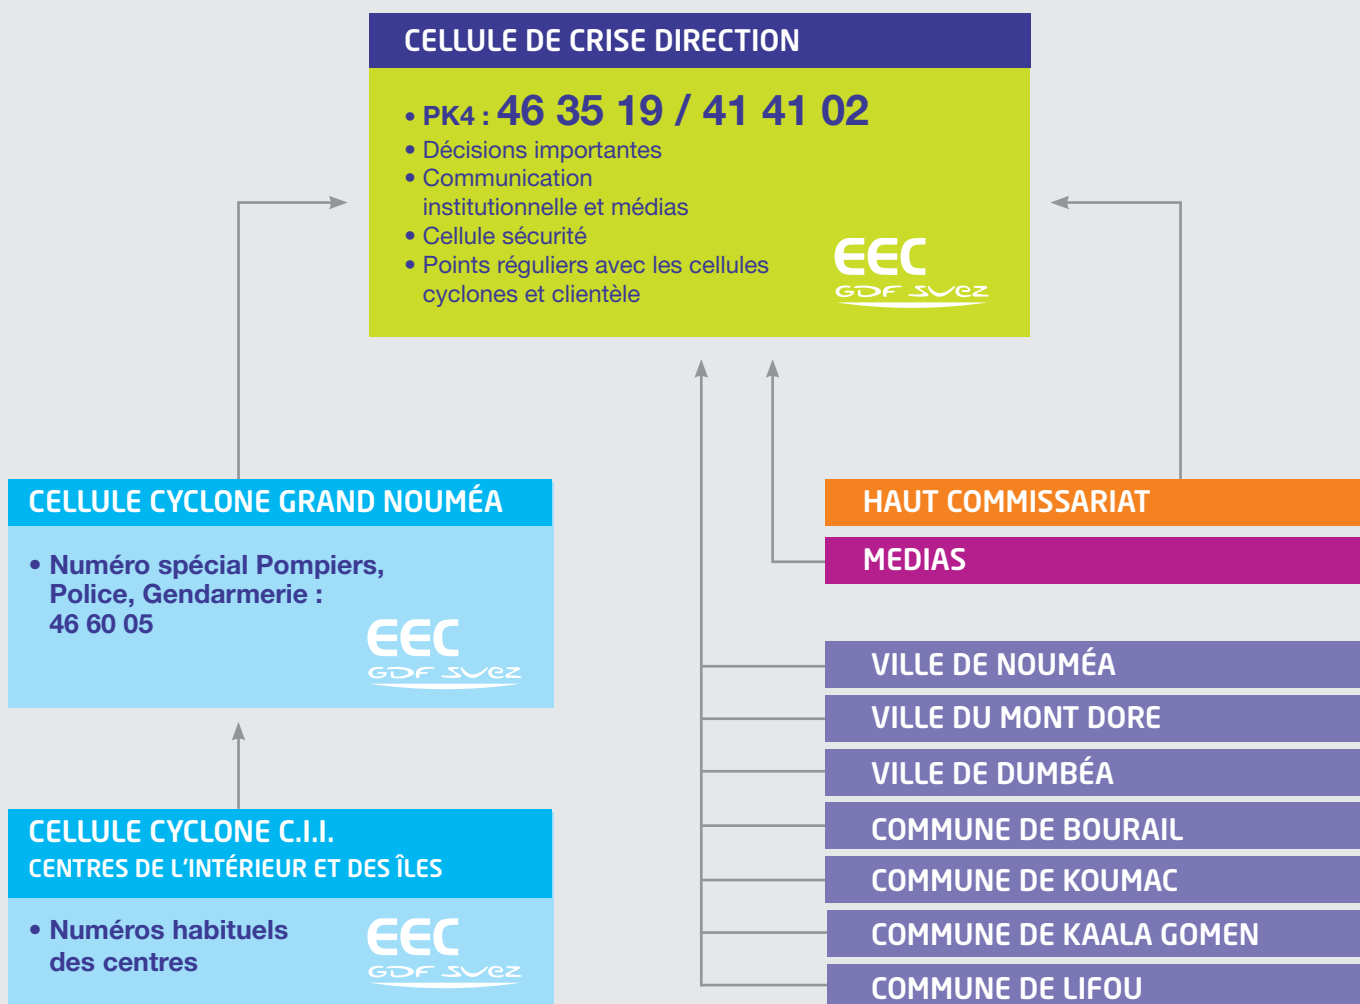 CELLULE DE CRISE DIRECTION
• PK4 : 46 35 19 / 41 41 02
• Décisions importantes
• Communication
institutionnelle et médias
• Cellule sécurité
• Points réguliers avec les cellules
cyclones et clientèle
EEC
GDF SUEZ
CELLULE CYCLONE GRAND NOUMÉA
• Numéro spécial Pompiers,
Police, Gendarmerie :
46 60 05
EEC
GDF SUEZ
CELLULE CYCLONE C.I.I.
CENTRES DE L'INTÉRIEUR ET DES ÎLES
• Numéros habituels
des centres
EEC
GDF SUEZ
HAUT COMMISSARIAT
MEDIAS
VILLE DE NOUMÉA
VILLE DU MONT DORE
VILLE DE DUMBÉA
COMMUNE DE BOURAIL
COMMUNE DE KOUMAC
COMMUNE DE KAALA GOMEN
COMMUNE DE LIFOU